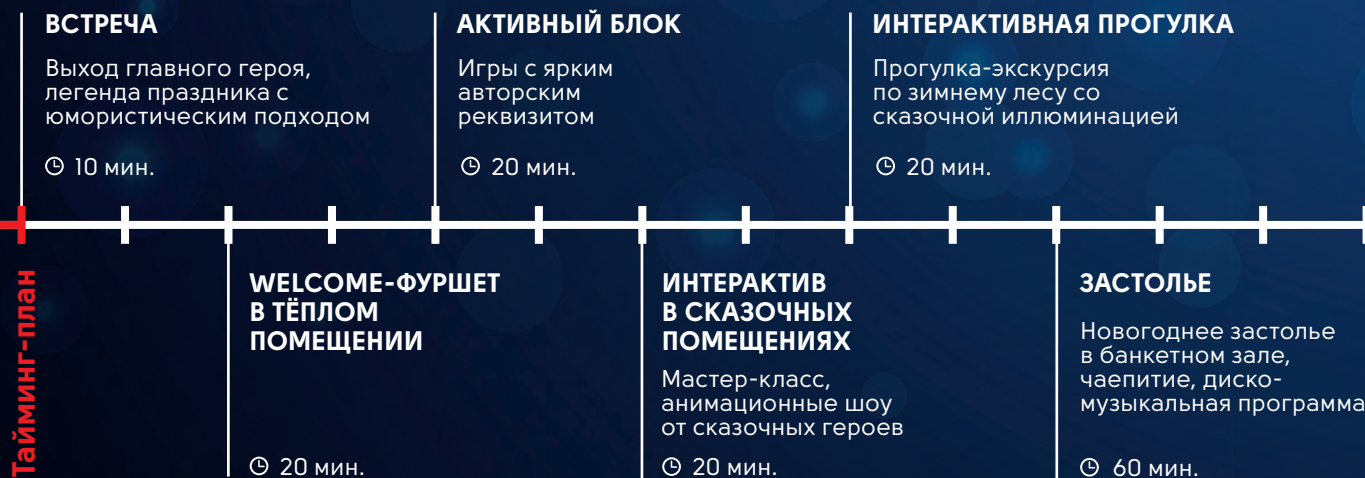 ВСТРЕЧА
Выход главного героя,
легенда праздника с
юмористическим подходом
10 мин.
АКТИВНЫЙ БЛОК
Игры с ярким
авторским
реквизитом
20 мин.
ИНТЕРАКТИВНАЯ ПРОГУЛКА
Прогулка-экскурсия
по зимнему лесу со
сказочной иллюминацией
20 мин.
Тайминг-план
WELCOME-ФУРШЕТ
В ТЁПЛОМ
ПОМЕЩЕНИИ
20 мин.
ИНТЕРАКТИВ
В СКАЗОЧНЫХ
ПОМЕЩЕНИЯХ
Мастер-класс,
анимационные шоу
от сказочных героев
20 мин.
ЗАСТОЛЬЕ
Новогоднее застолье
в банкетном зале,
чаепитие, диско-
музыкальная программа
60 мин.